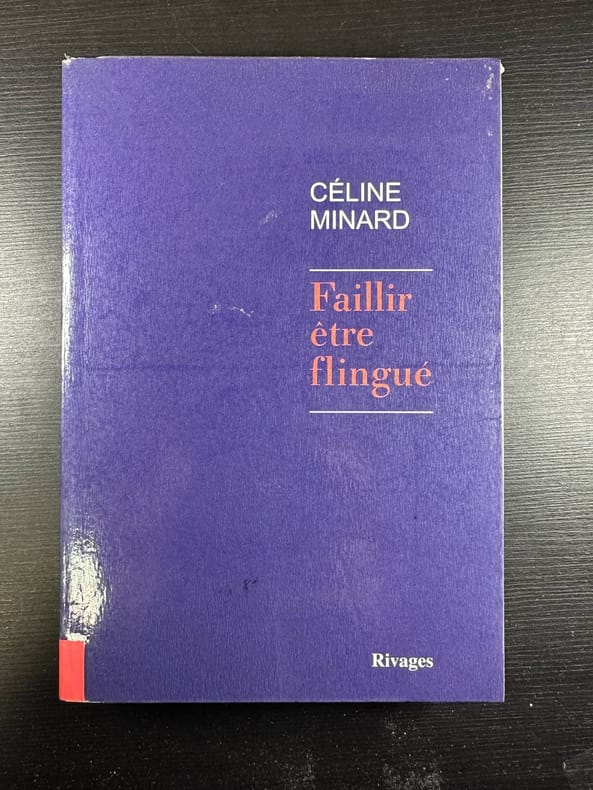 CÉLINE
MINARD
Faillir
être
flingué
Rivages